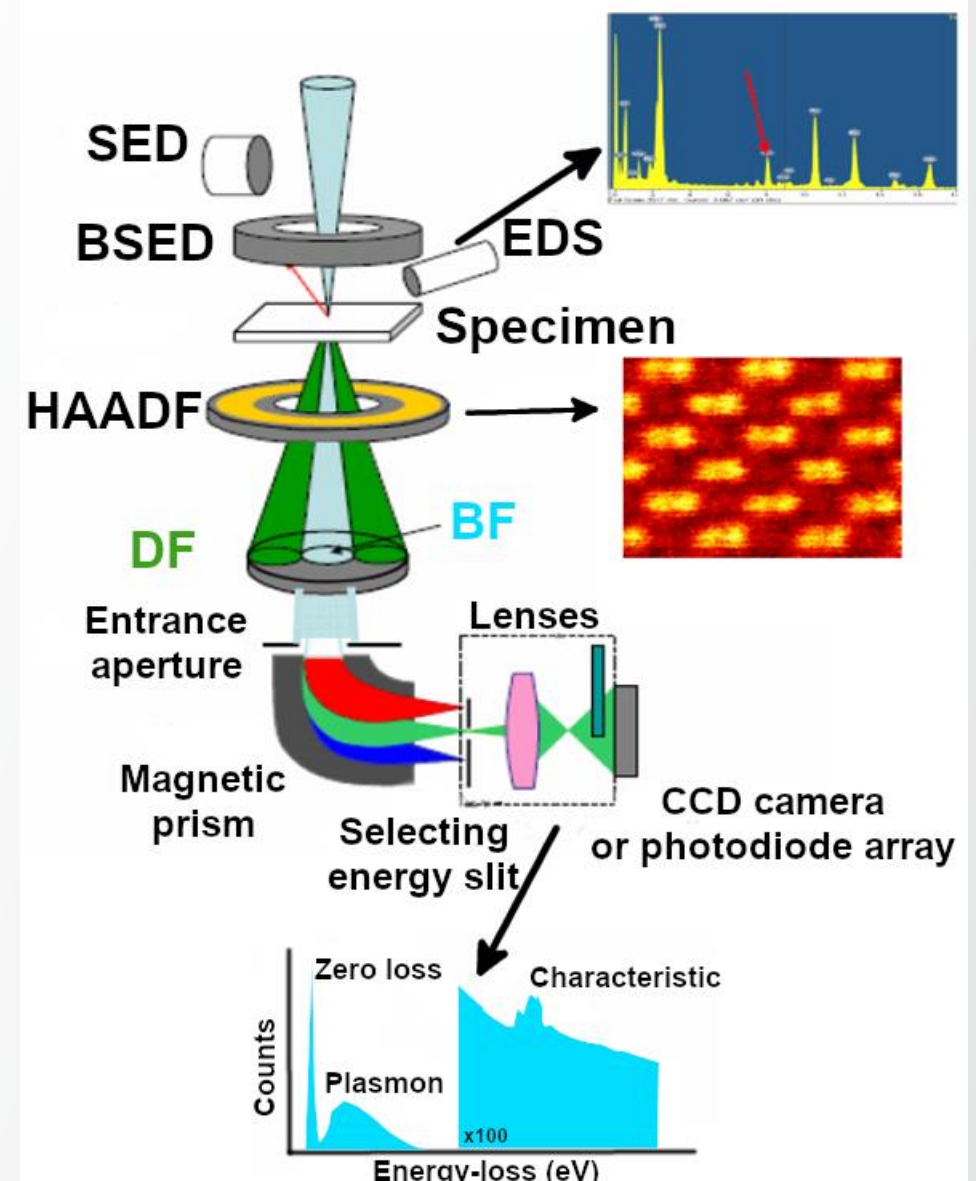 SED
BSED
EDS
Specimen
HAADF
BF
DF
Entrance
aperture
Lenses
Magnetic
prism
Selecting
energy slit
CCD camera
or photodiode array
Zero loss
Characteristic
Plasmon
Counts
x100
Energy-loss (eV)